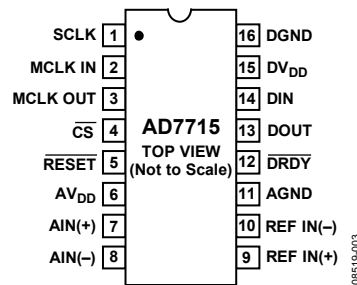 SCLK 1 16 DGND
MCLK IN 2 15 DVDD
MCLK OUT 3 14 DIN
CS 4 AD7715 13 DOUT
TOP VIEW
RESET 5 (Not to Scale) 12 DRDY
AVDD 6 11 AGND
AIN(+) 7 10 REF IN(–)
AIN(–) 8 9 REF IN(+)
08519-003